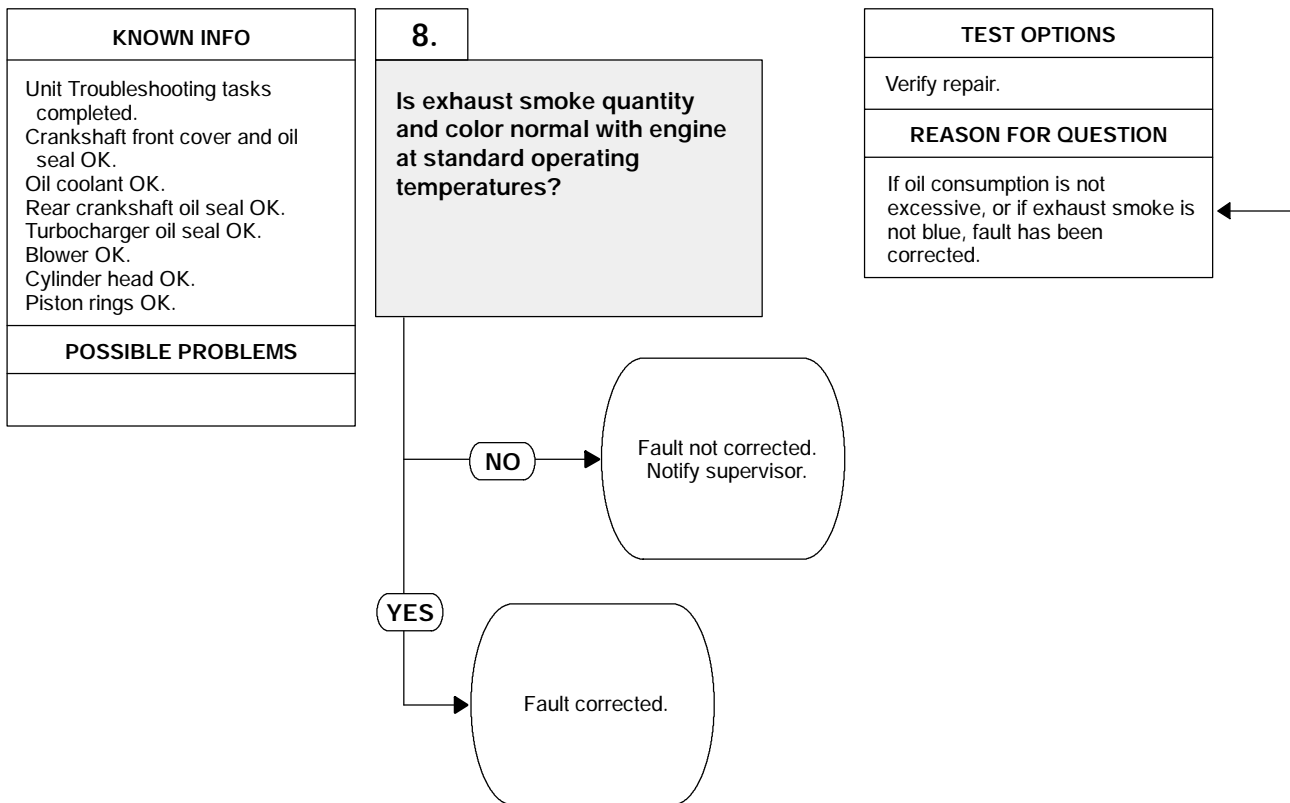 KNOWN INFO
Unit Troubleshooting tasks
completed.
Crankshaft front cover and oil
seal OK.
Oil coolant OK.
Rear crankshaft oil seal OK.
Turbocharger oil seal OK.
Blower OK.
Cylinder head OK.
Piston rings OK.
POSSIBLE PROBLEMS
8.
Is exhaust smoke quantity
and color normal with engine
at standard operating
temperatures?
TEST OPTIONS
Verify repair.
REASON FOR QUESTION
If oil consumption is not
excessive, or if exhaust smoke is
not blue, fault has been
corrected.
NO
Fault not corrected.
Notify supervisor.
YES
Fault corrected.